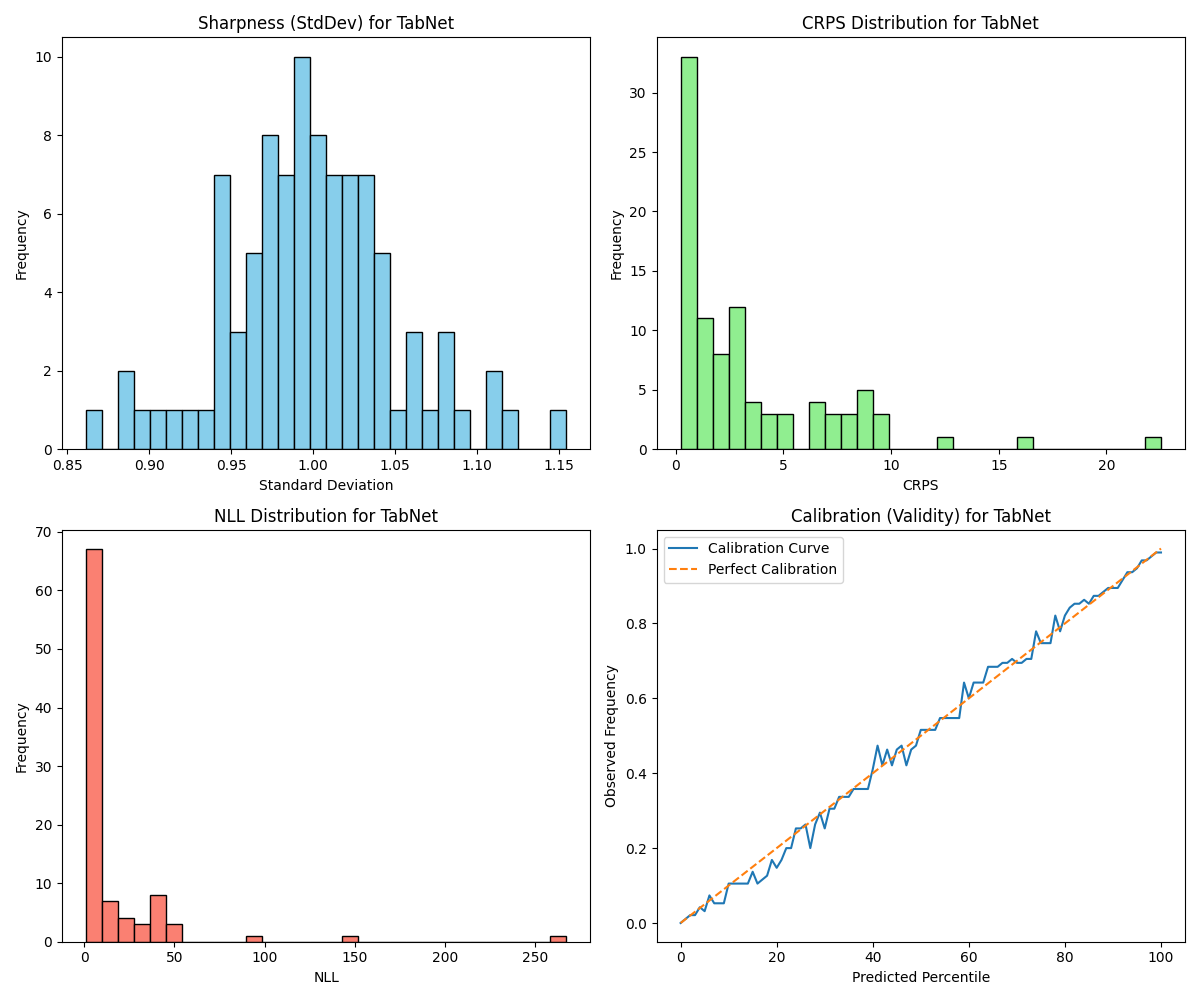 Sharpness (StdDev) for TabNet
Frequency
10
8
6
4
2
0
0.85 0.90 0.95 1.00 1.05 1.10 1.15
Standard Deviation
CRPS Distribution for TabNet
Frequency
30
25
20
15
10
5
0
0 5 10 15 20
CRPS
NLL Distribution for TabNet
Frequency
70
60
50
40
30
20
10
0
0 50 100 150 200 250
NLL
Calibration (Validity) for TabNet
Calibration Curve
Perfect Calibration
Observed Frequency
1.0
0.8
0.6
0.4
0.2
0.0
0 20 40 60 80 100
Predicted Percentile